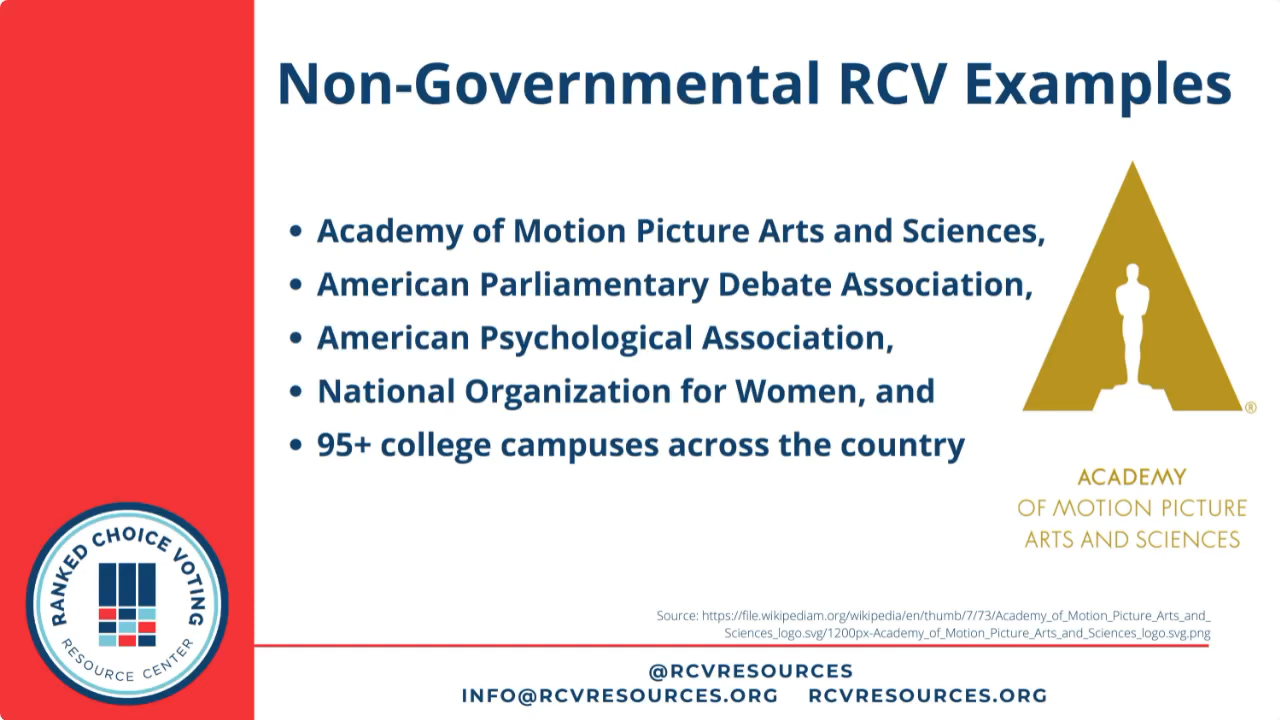 Non-Governmental RCV Examples
• Academy of Motion Picture Arts and Sciences,
• American Parliamentary Debate Association,
• American Psychological Association,
• National Organization for Women, and
• 95+ college campuses across the country
®
ACADEMY
OF MOTION PICTURE
ARTS AND SCIENCES
RANKED CHOICE VOTING
RESOURCE CENTER
Source: https://file.wikipediam.org/wikipedia/en/thumb/7/73/Academy_of_Motion_Picture_Arts_and_
Sciences_logo.svg/1200px-Academy_of_Motion_Picture_Arts_and_Sciences_logo.svg.png
@RCVRESOURCES
INFO@RCVRESOURCES.ORG RCVRESOURCES.ORG